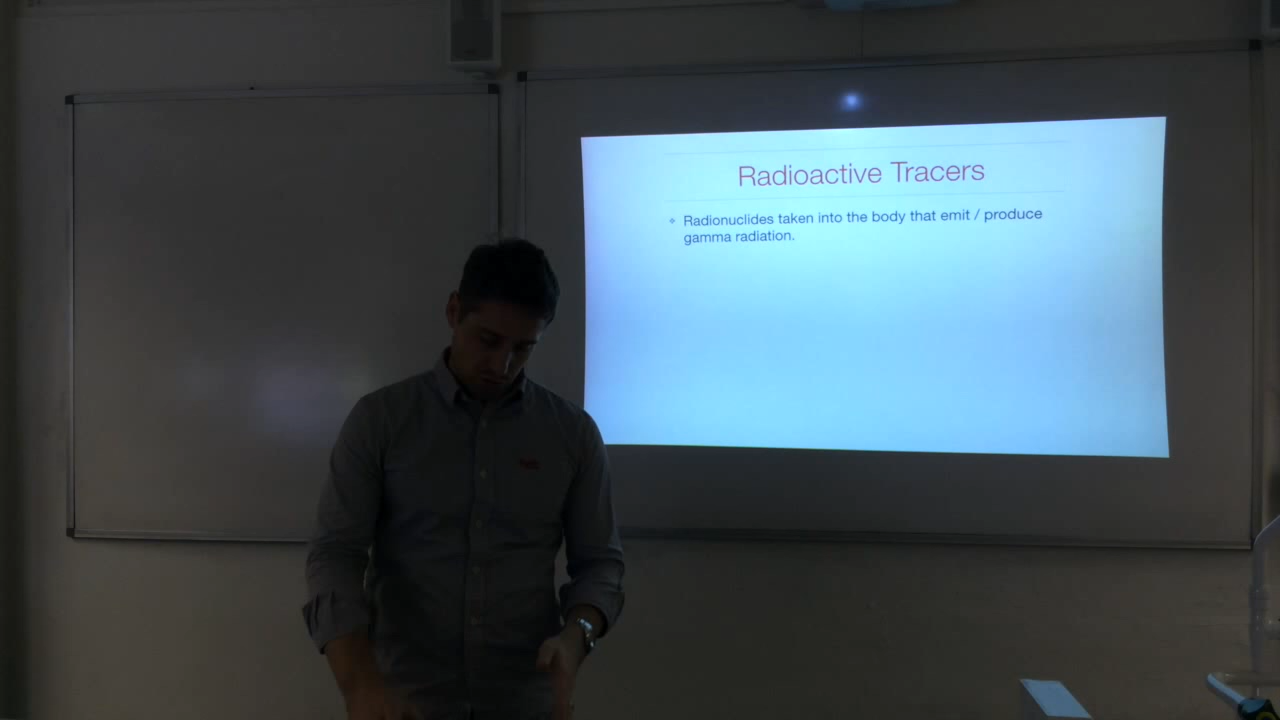 Radioactive Tracers
Radionuclides taken into the body that emit / produce
gamma radiation.